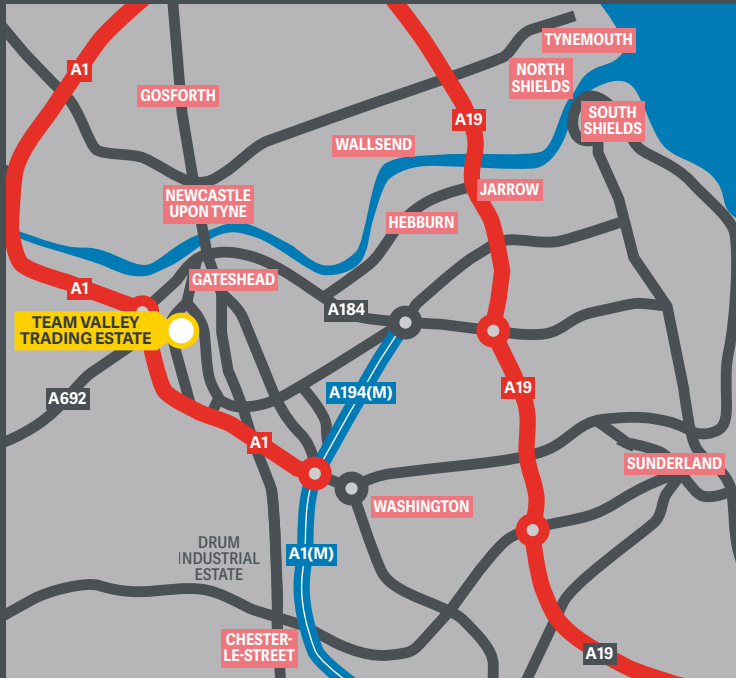 TYNEMOUTH
A1
NORTH
SHIELDS
GOSFORTH
SOUTH
SHIELDS
A19
WALLSEND
JARROW
NEWCASTLE
UPON TYNE
HEBBURN
GATESHEAD
A1
A184
TEAM VALLEY
TRADING ESTATE
A194(M)
A19
A692
A1
SUNDERLAND
WASHINGTON
DRUM
INDUSTRIAL
ESTATE
A1(M)
CHESTER-
LE-STREET
A19